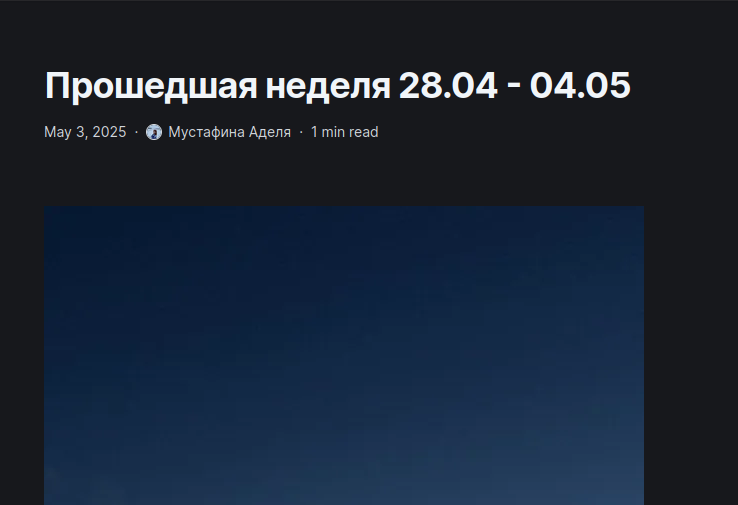 Прошедшая неделя 28.04 - 04.05
May 3, 2025 · Мустафина Аделя · 1 min read